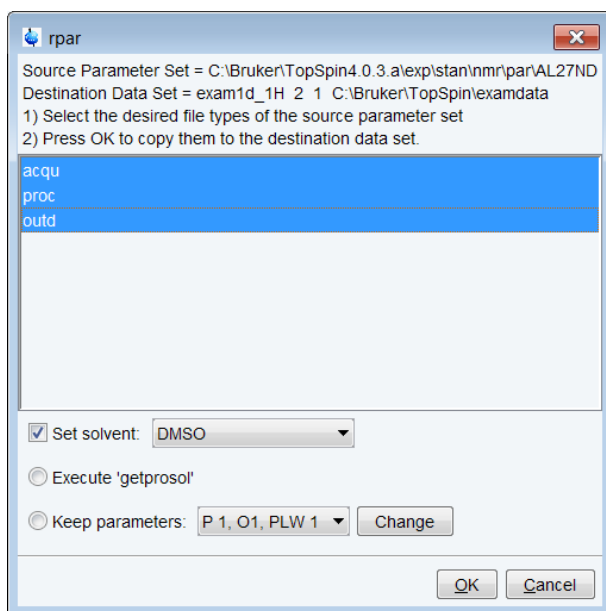 rpar
Source Parameter Set = C:\Bruker\TopSpin4.0.3.a\exp\stan\nmr\par\AL27ND
Destination Data Set = exam1d_1H 2 1 C:\Bruker\TopSpin\examdata
1) Select the desired file types of the source parameter set
2) Press OK to copy them to the destination data set.
acqu
proc
outd
Set solvent: DMSO
Execute 'getprosol'
Keep parameters: P 1, O1, PLW 1 Change
OK Cancel